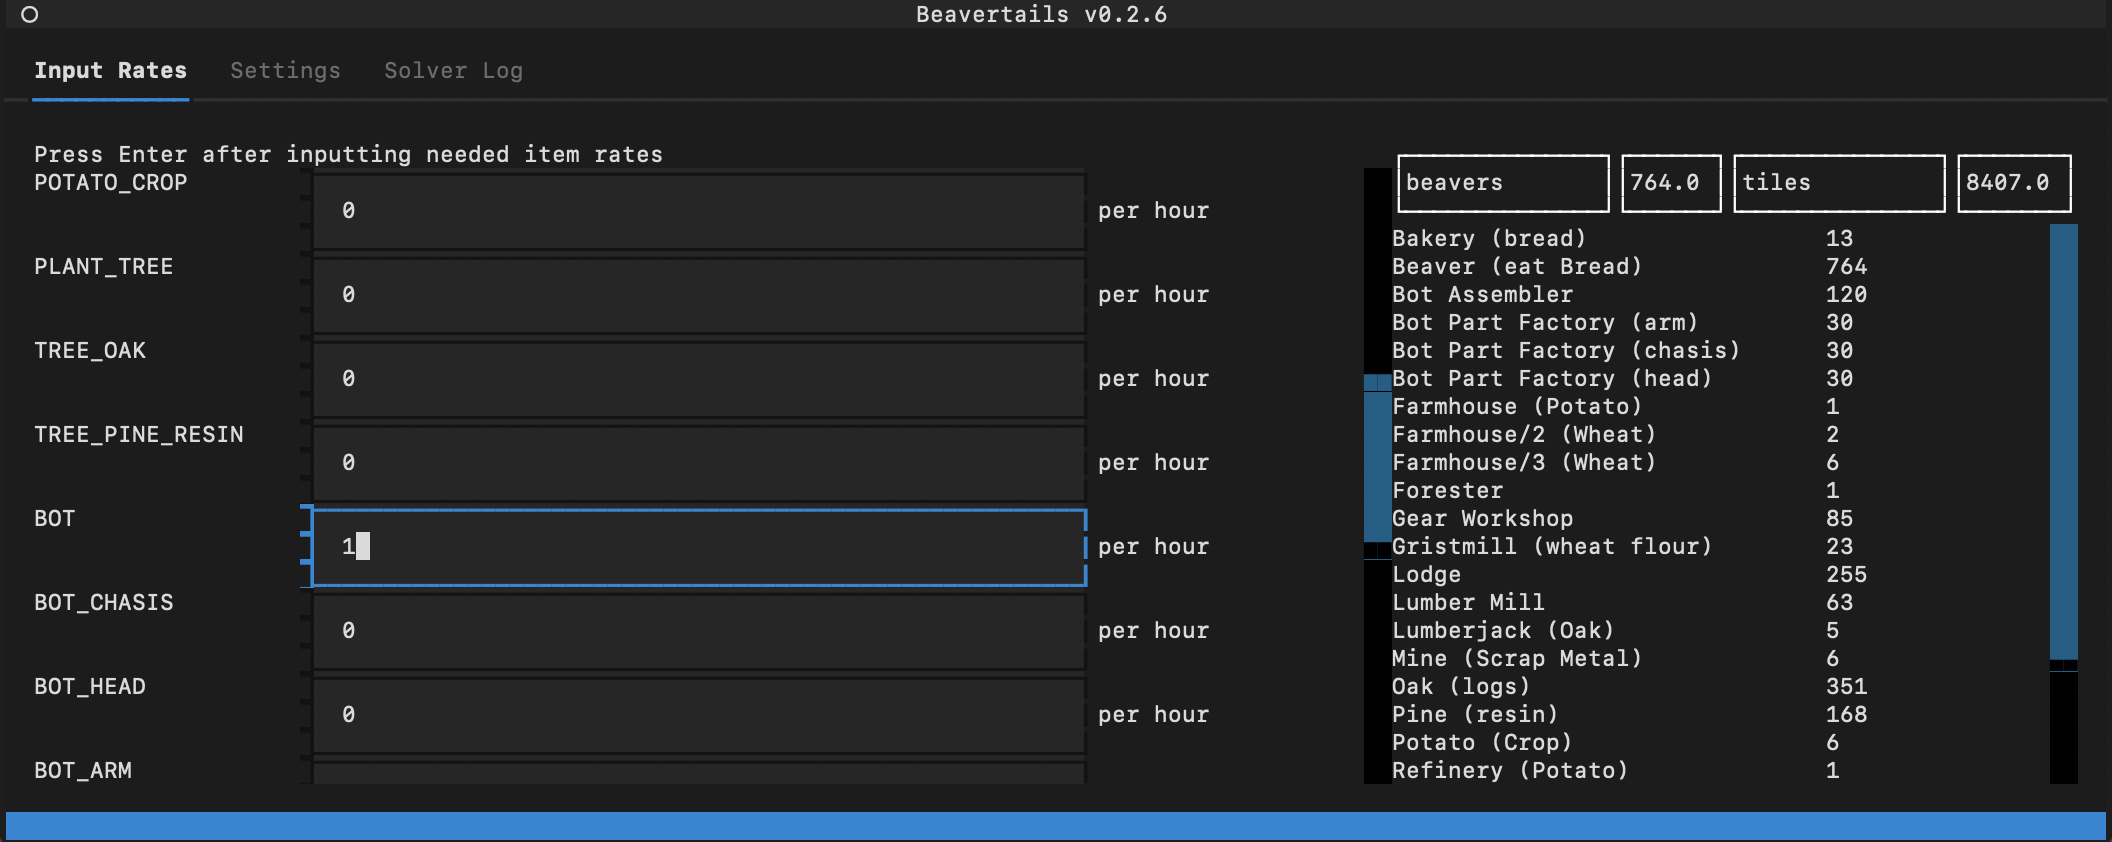 Beavertails v0.2.6
Input Rates Settings Solver Log
Press Enter after inputting needed item rates
POTATO_CROP 0 per hour
PLANT_TREE 0 per hour
TREE_OAK 0 per hour
TREE_PINE_RESIN 0 per hour
BOT 1 per hour
BOT_CHASIS 0 per hour
BOT_HEAD 0 per hour
BOT_ARM
beavers 764.0 tiles 8407.0
Bakery (bread) 13
Beaver (eat Bread) 764
Bot Assembler 120
Bot Part Factory (arm) 30
Bot Part Factory (chasis) 30
Bot Part Factory (head) 30
Farmhouse (Potato) 1
Farmhouse/2 (Wheat) 2
Farmhouse/3 (Wheat) 6
Forester 1
Gear Workshop 85
Gristmill (wheat flour) 23
Lodge 255
Lumber Mill 63
Lumberjack (Oak) 5
Mine (Scrap Metal) 6
Oak (logs) 351
Pine (resin) 168
Potato (Crop) 6
Refinery (Potato) 1